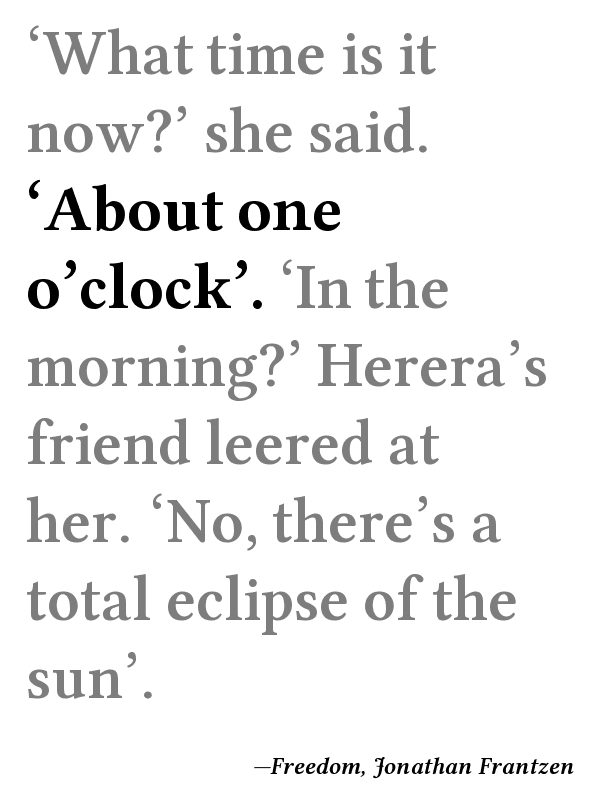 ‘What time is it
now?’ she said.
‘About one
o’clock’. ‘In the
morning?’ Herera’s
friend leered at
her. ‘No, there’s a
total eclipse of the
sun’.
—Freedom, Jonathan Frantzen